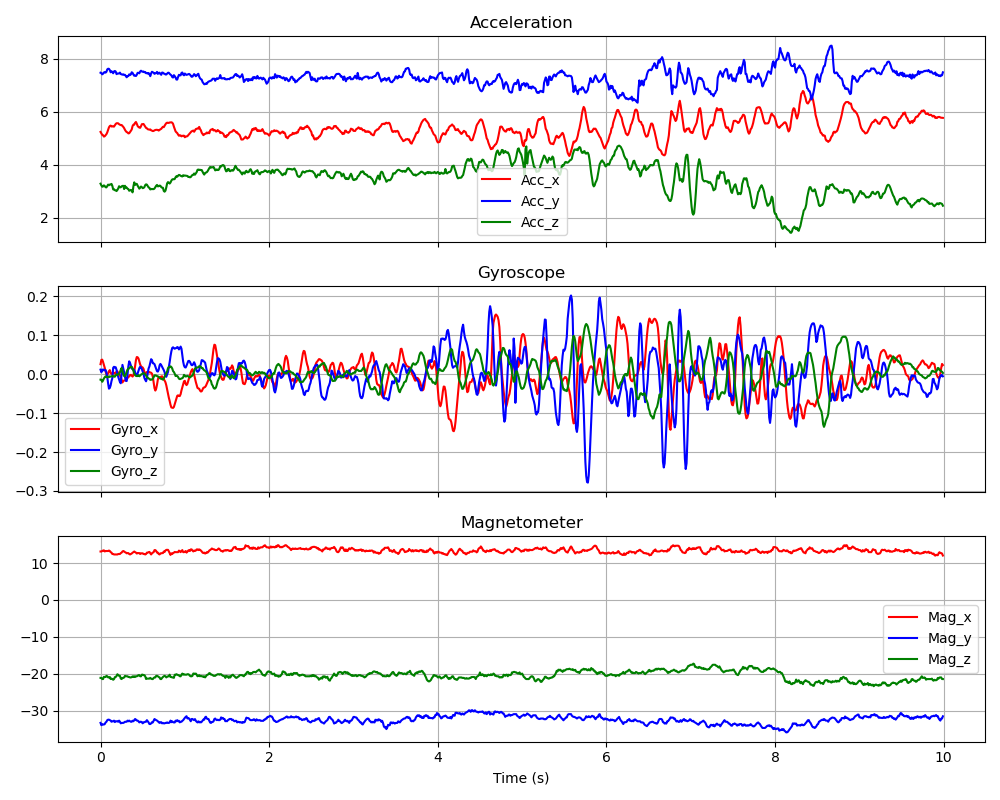 Acceleration
8
6
4
2
Acc_x
Acc_y
Acc_z
Gyroscope
0.2
0.1
0.0
−0.1
−0.2
−0.3
Gyro_x
Gyro_y
Gyro_z
Magnetometer
10
0
−10
−20
−30
Mag_x
Mag_y
Mag_z
0 2 4 6 8 10
Time (s)